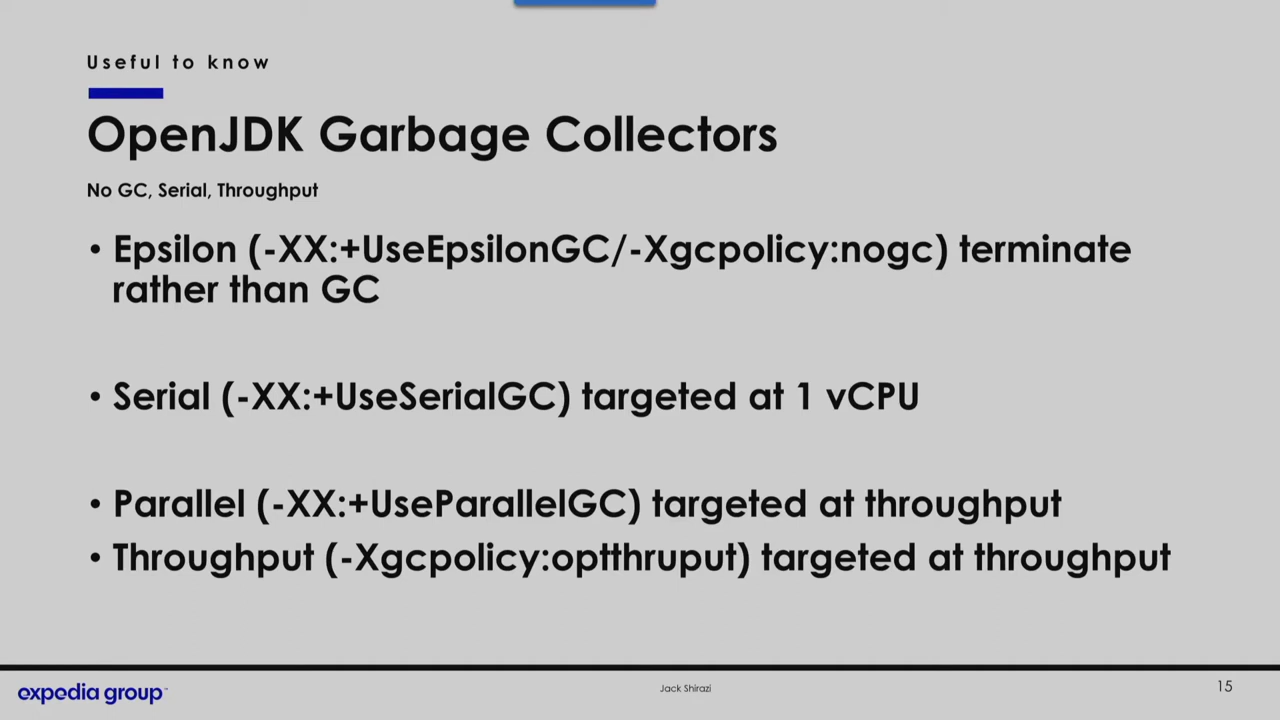 Useful to know
OpenJDK Garbage Collectors
No GC, Serial, Throughput
• Epsilon (-XX:+UseEpsilonGC/-Xgcpolicy:nogc) terminate
rather than GC
• Serial (-XX:+UseSerialGC) targeted at 1 vCPU
• Parallel (-XX:+UseParallelGC) targeted at throughput
• Throughput (-Xgcpolicy:optthruput) targeted at throughput
expedia group™
Jack Shirazi
15